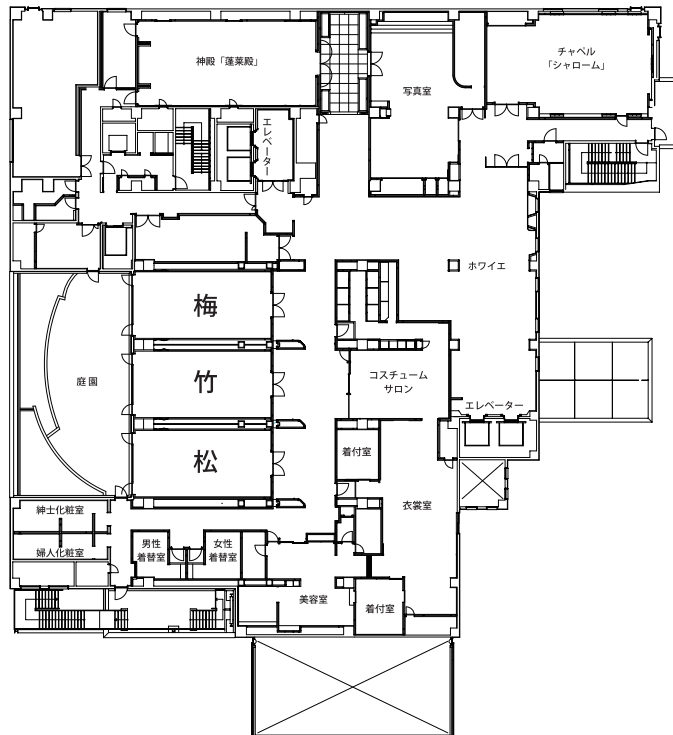 神殿「蓬莱殿」
写真室
チャペル
「シャローム」
エレベーター
ホワイエ
梅
竹
松
庭園
コスチューム
サロン
エレベーター
着付室
衣裳室
紳士化粧室
婦人化粧室
男性
着替室
女性
着替室
美容室
着付室